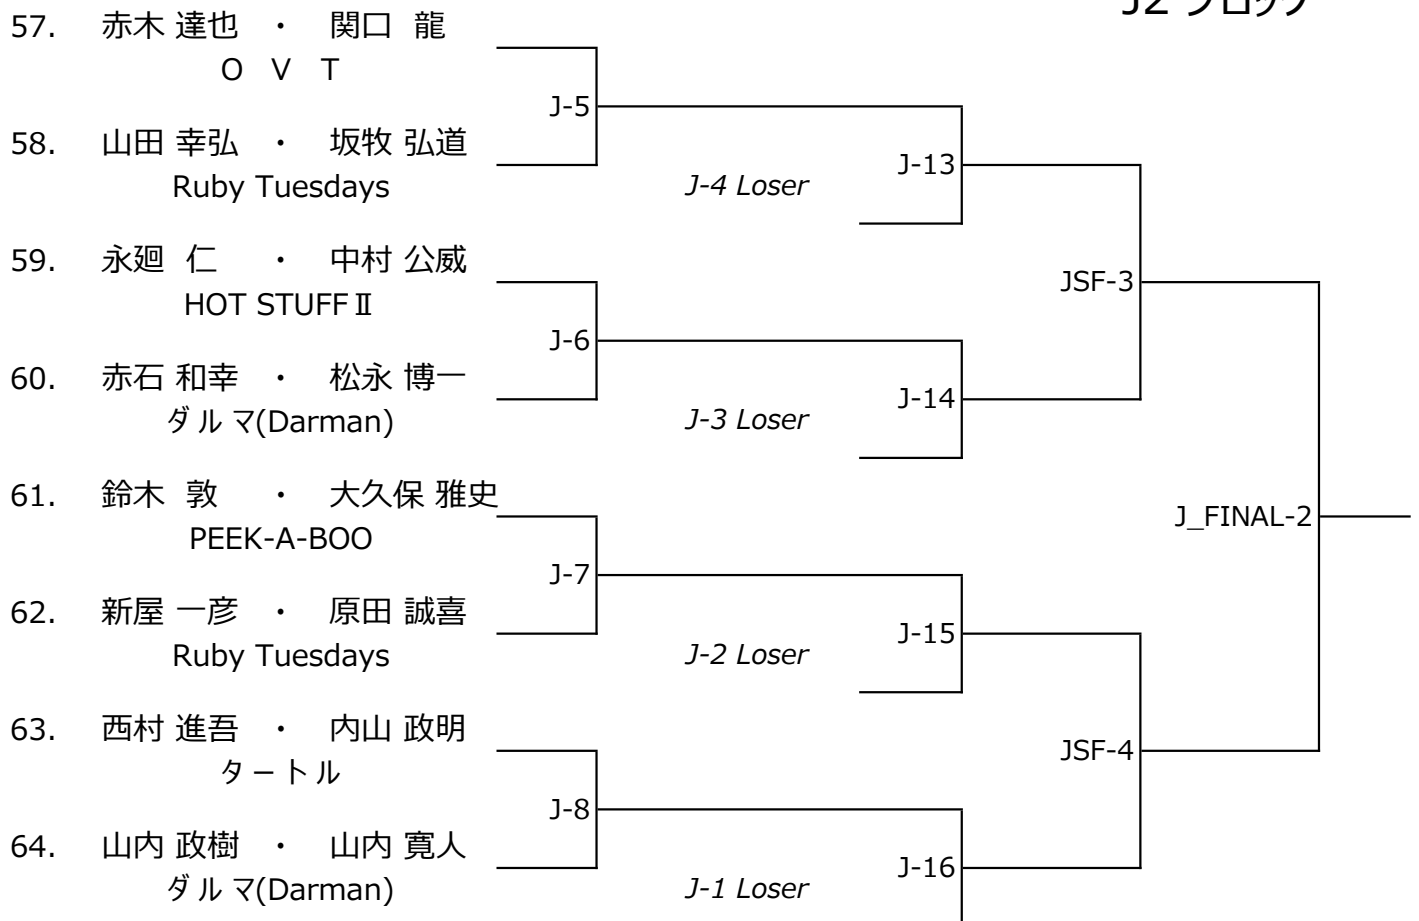 J2 ブロック
57. 赤木 達也 ・ 関口 龍
O V T
J-5
58. 山田 幸弘 ・ 坂牧 弘道
Ruby Tuesdays
J-4 Loser
J-13
59. 永廻 仁 ・ 中村 公威
HOT STUFFⅡ
JSF-3
J-6
60. 赤石 和幸 ・ 松永 博一
ダルマ(Darman)
J-3 Loser
J-14
61. 鈴木 敦 ・ 大久保 雅史
PEEK-A-BOO
J_FINAL-2
J-7
62. 新屋 一彦 ・ 原田 誠喜
Ruby Tuesdays
J-2 Loser
J-15
63. 西村 進吾 ・ 内山 政明
タートル
JSF-4
J-8
64. 山内 政樹 ・ 山内 寛人
ダルマ(Darman)
J-1 Loser
J-16